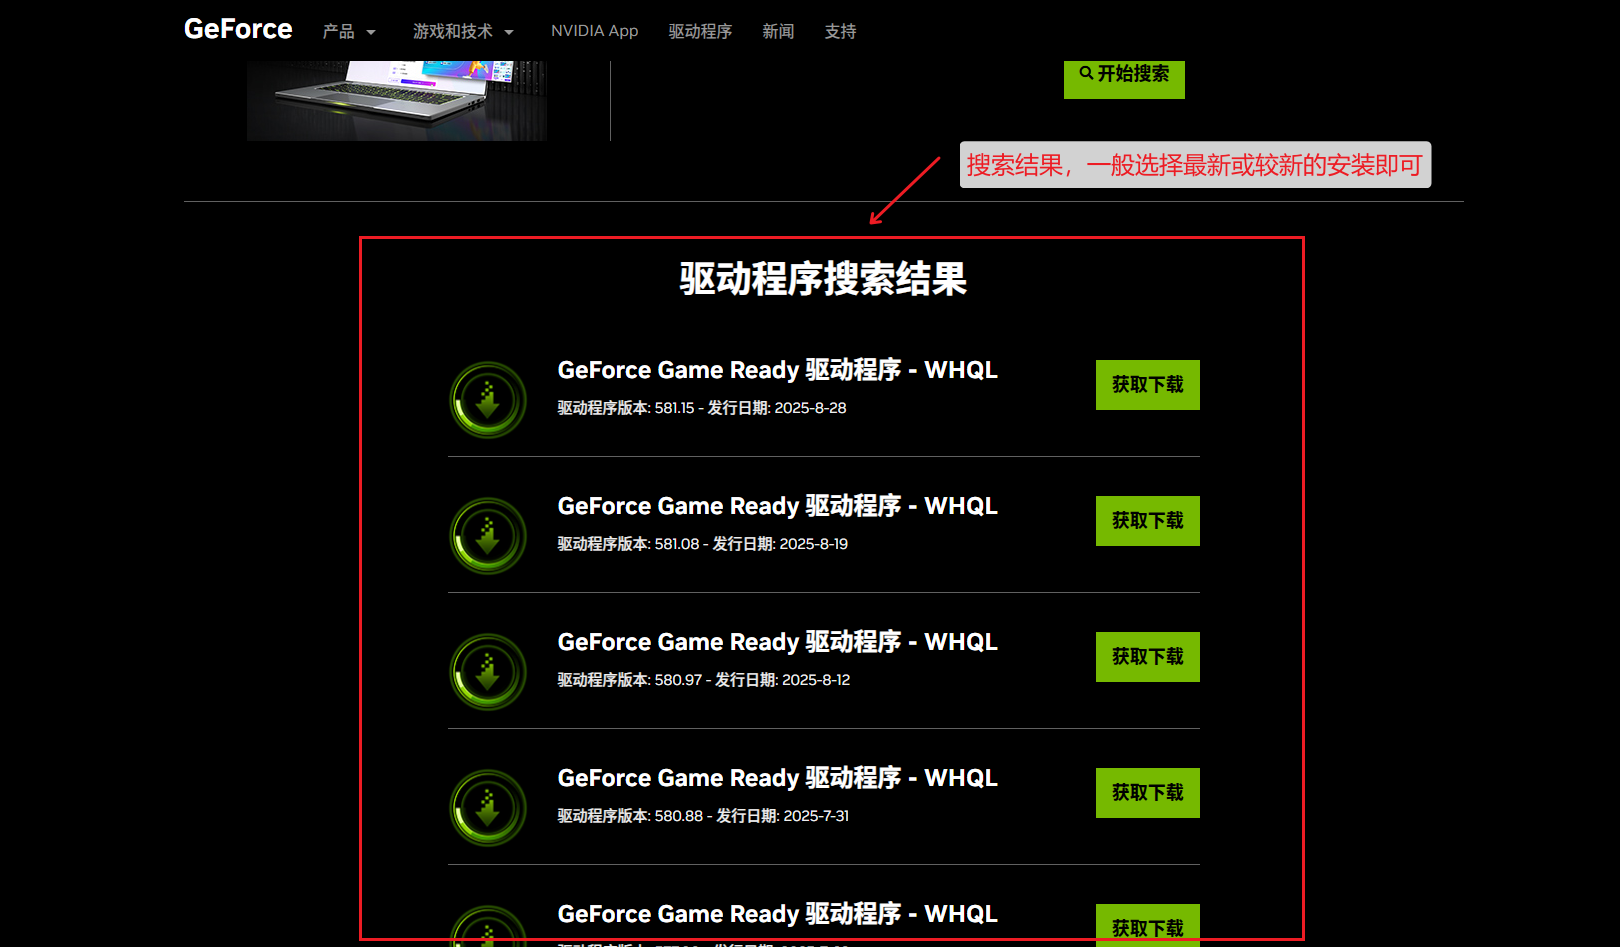 GeForce 产品 游戏和技术 NVIDIA App 驱动程序 新闻 支持
开始搜索
搜索结果，一般选择最新或较新的安装即可
驱动程序搜索结果
GeForce Game Ready 驱动程序 - WHQL
获取下载
驱动程序版本: 581.15 - 发行日期: 2025-8-28
GeForce Game Ready 驱动程序 - WHQL
获取下载
驱动程序版本: 581.08 - 发行日期: 2025-8-19
GeForce Game Ready 驱动程序 - WHQL
获取下载
驱动程序版本: 580.97 - 发行日期: 2025-8-12
GeForce Game Ready 驱动程序 - WHQL
获取下载
驱动程序版本: 580.88 - 发行日期: 2025-7-31
GeForce Game Ready 驱动程序 - WHQL
获取下载